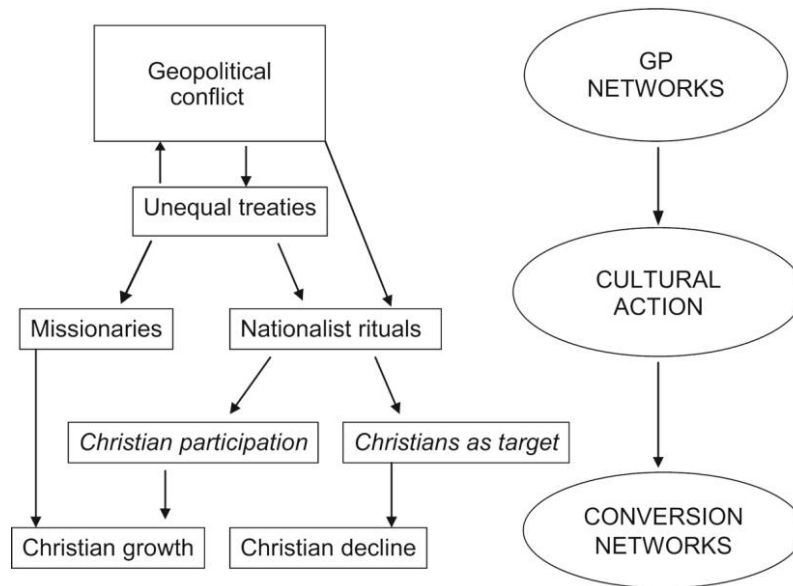 Geopolitical
conflict
GP
NETWORKS
Unequal treaties
CULTURAL
ACTION
Missionaries
Nationalist rituals
Christian participation
Christians as target
CONVERSION
NETWORKS
Christian growth
Christian decline